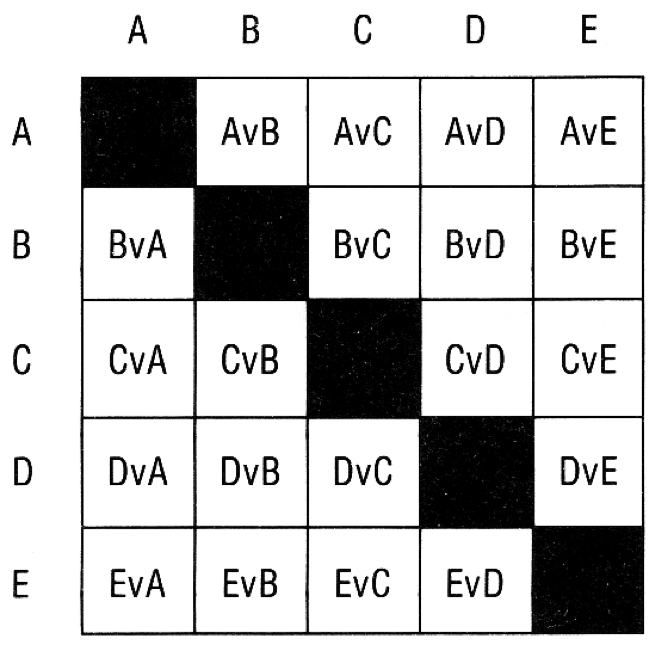 A B C D E
A AvB AvC AvD AvE
B BvA BvC BvD BvE
C CvA CvB CvD CvE
D DvA DvB DvC DvE
E EvA EvB EvC EvD